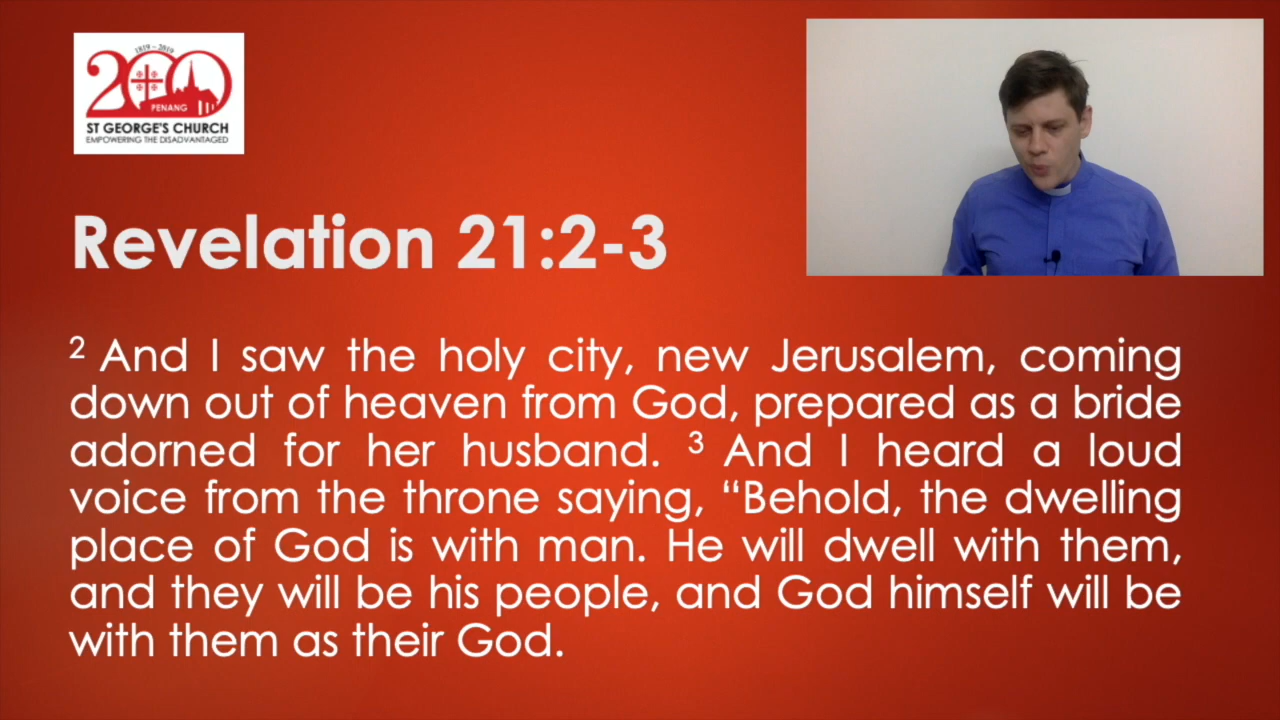 1819 - 2019
200
PENANG
ST GEORGE'S CHURCH
EMPOWERING THE DISADVANTAGED
Revelation 21:2-3
2 And I saw the holy city, new Jerusalem, coming
down out of heaven from God, prepared as a bride
adorned for her husband. 3 And I heard a loud
voice from the throne saying, “Behold, the dwelling
place of God is with man. He will dwell with them,
and they will be his people, and God himself will be
with them as their God.